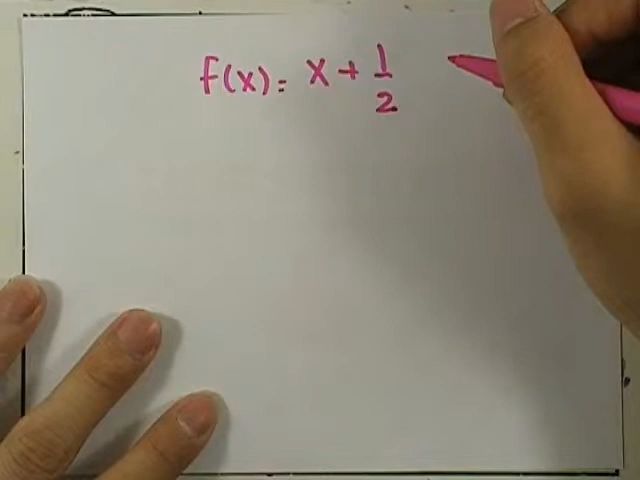 f(x) = x + 1/2